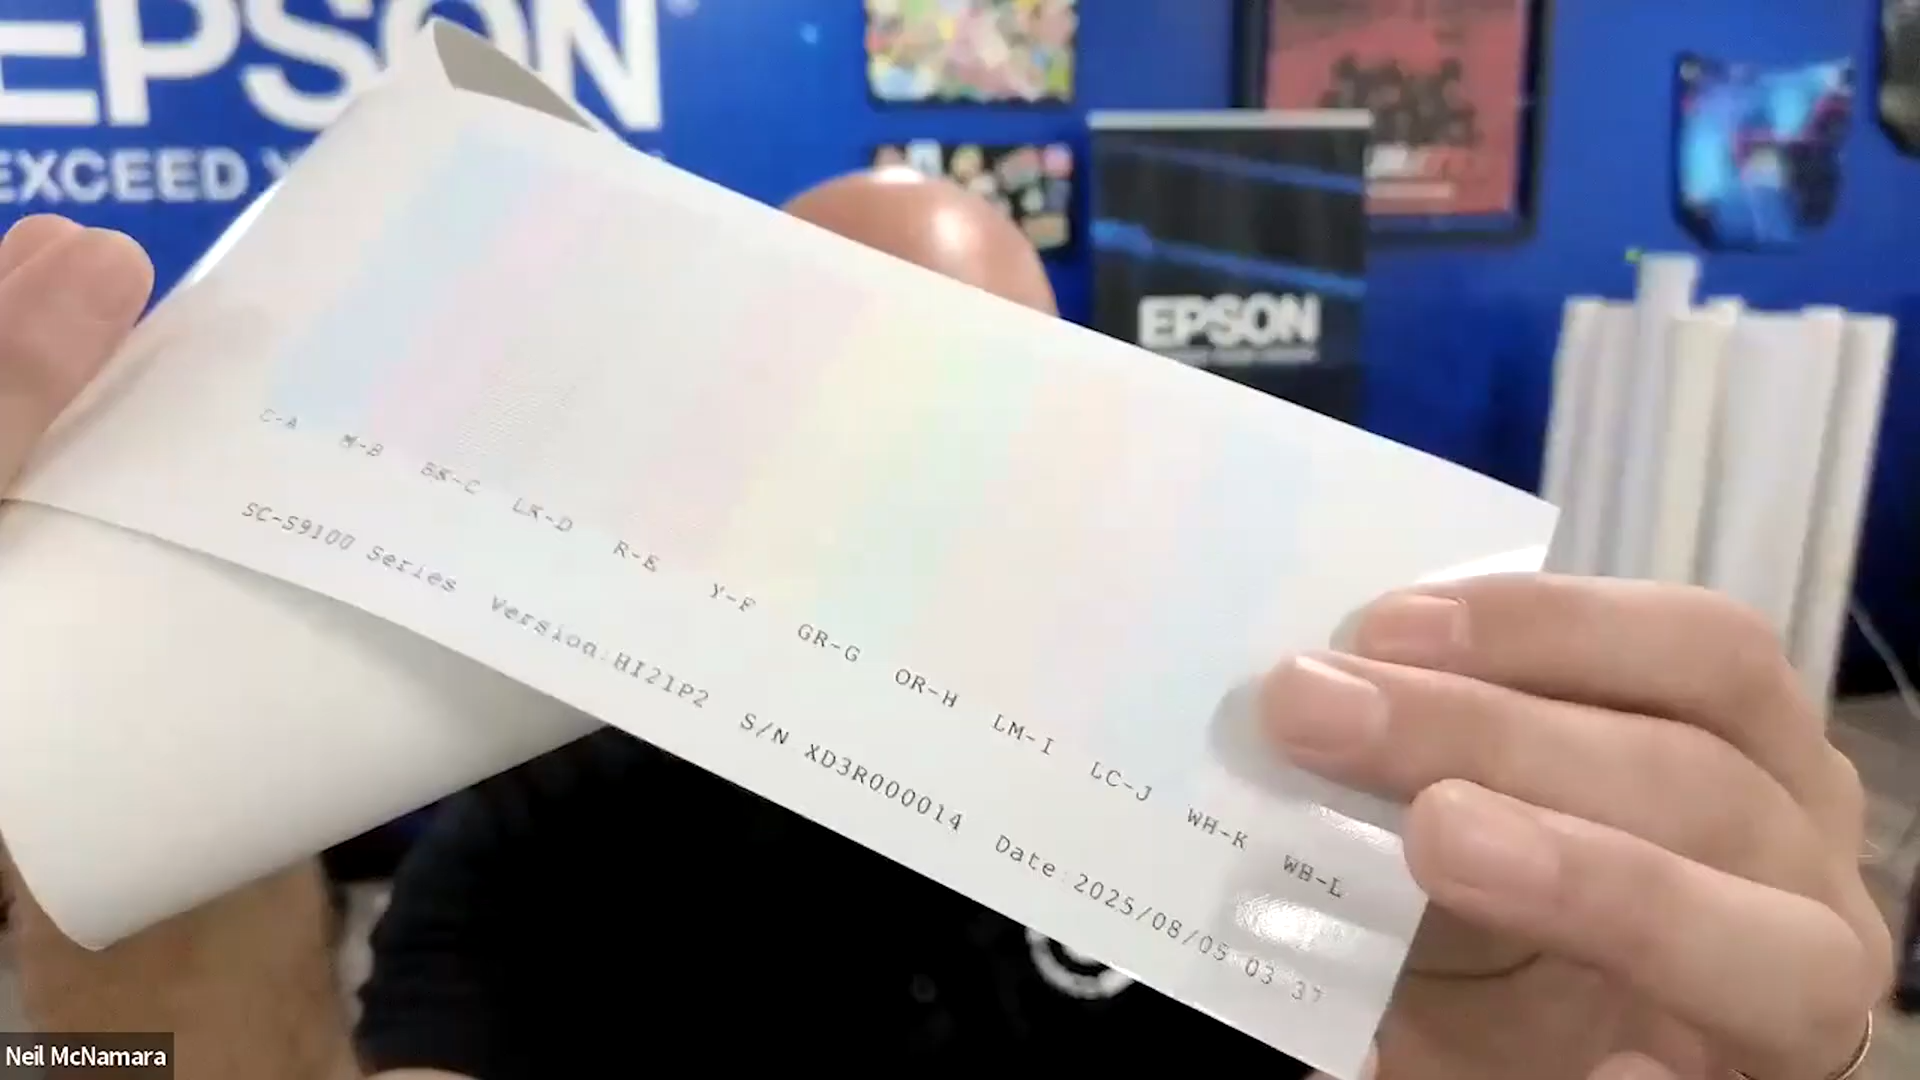 EPSON
EXCEED Y
EPSON
C-A M-B BK-C LK-D R-E Y-F GR-G OR-H LM-I LC-J WH-K WH-L
SC-S9100 Series Version:HI21P2 S/N XD3R000014 Date:2025/08/05 03 37
Neil McNamara